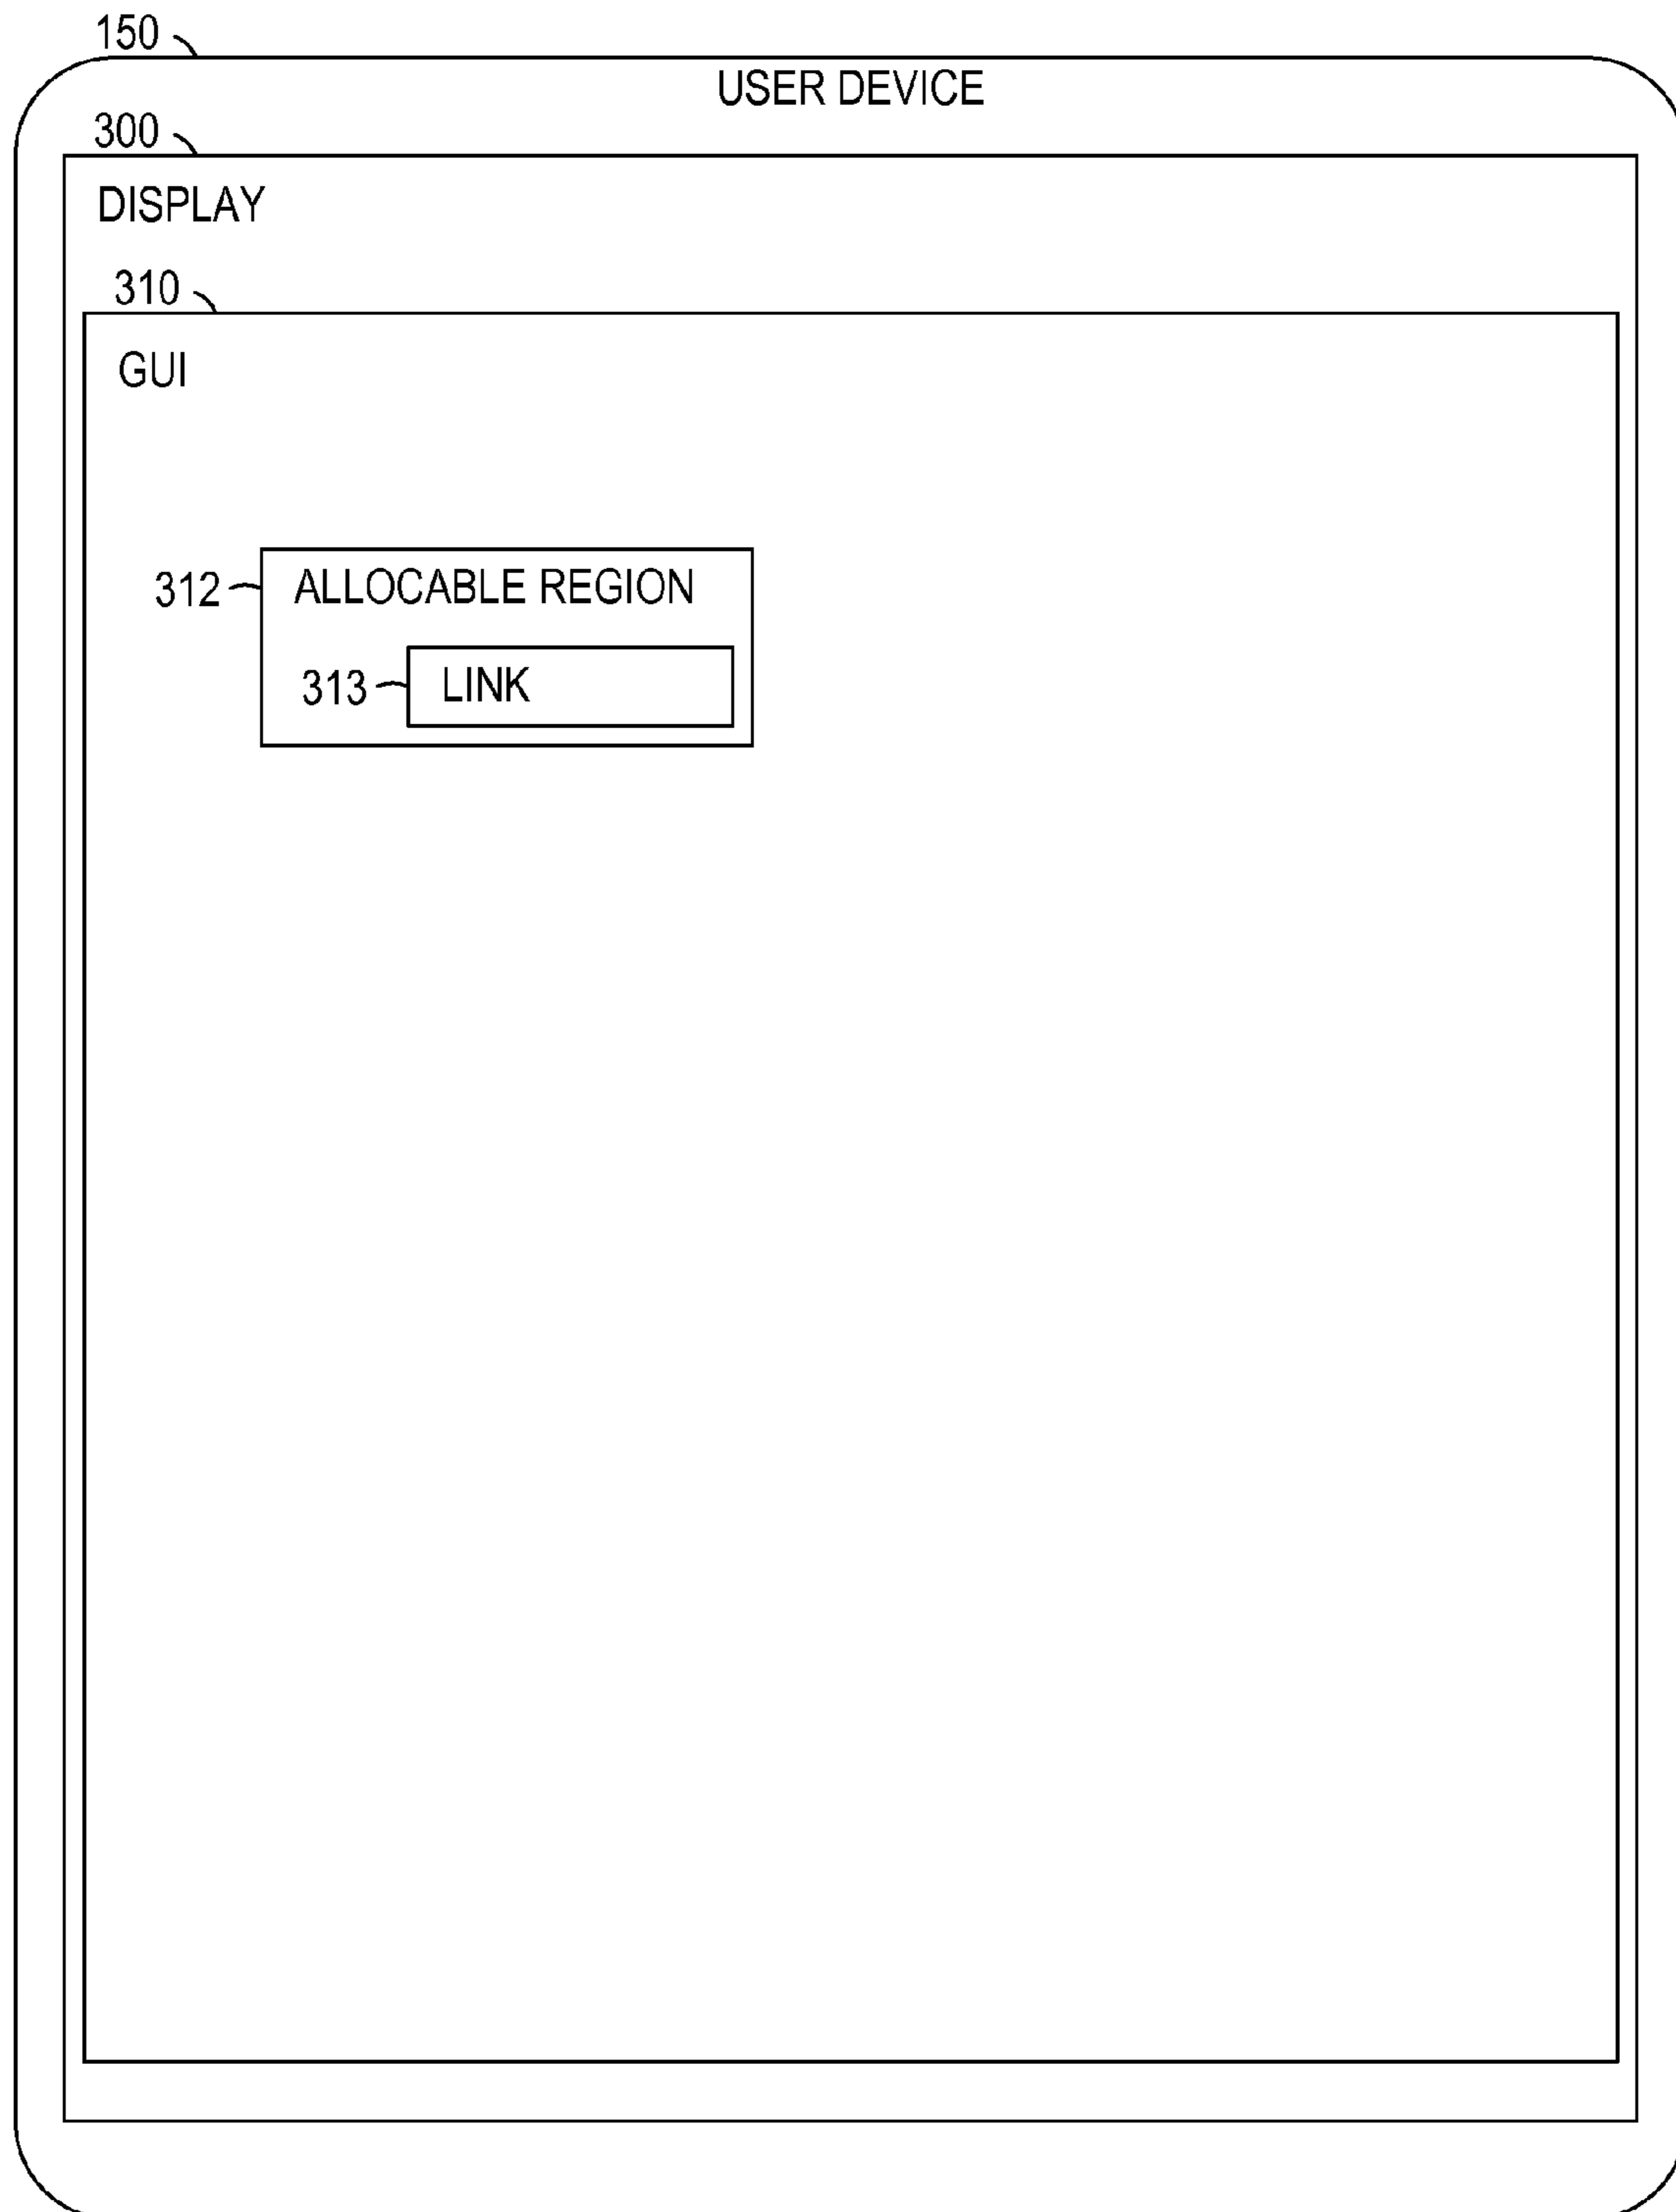 150
USER DEVICE
300
DISPLAY
310
GUI
312
ALLOCABLE REGION
313
LINK